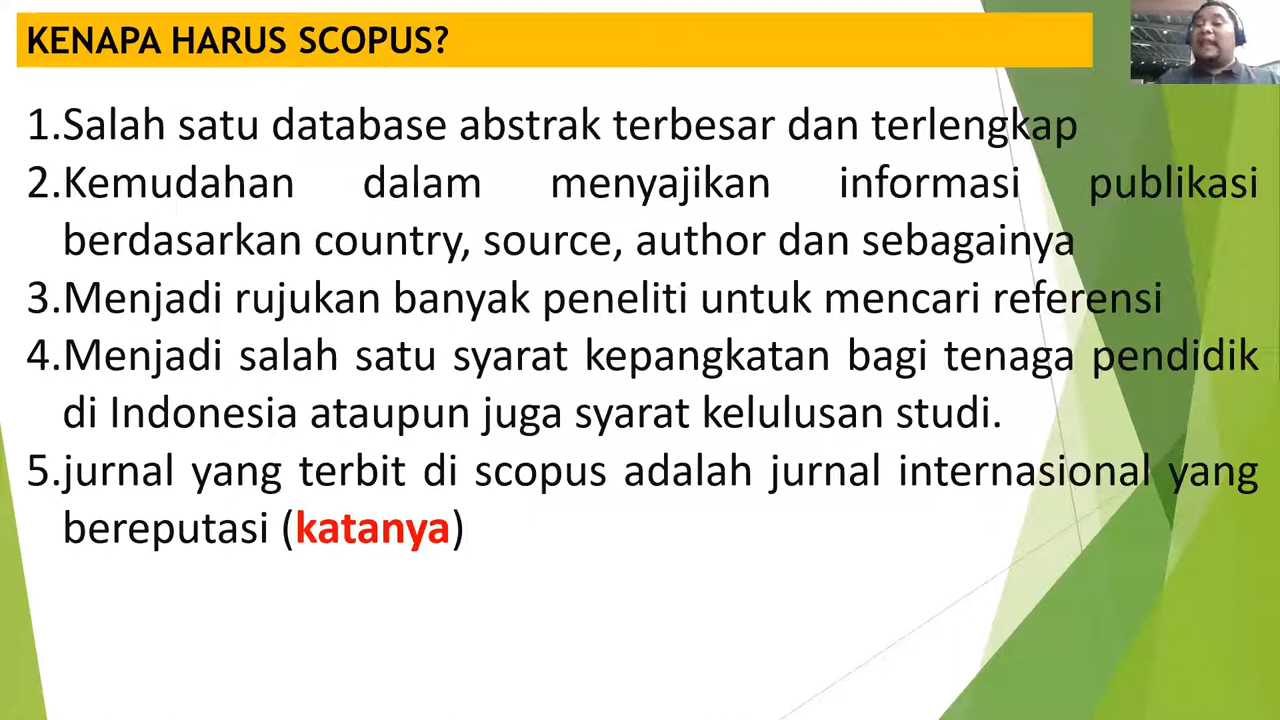 KENAPA HARUS SCOPUS?
1.Salah satu database abstrak terbesar dan terlengkap
2.Kemudahan dalam menyajikan informasi publikasi
berdasarkan country, source, author dan sebagainya
3.Menjadi rujukan banyak peneliti untuk mencari referensi
4.Menjadi salah satu syarat kepangkatan bagi tenaga pendidik
di Indonesia ataupun juga syarat kelulusan studi.
5.jurnal yang terbit di scopus adalah jurnal internasional yang
bereputasi (katanya)